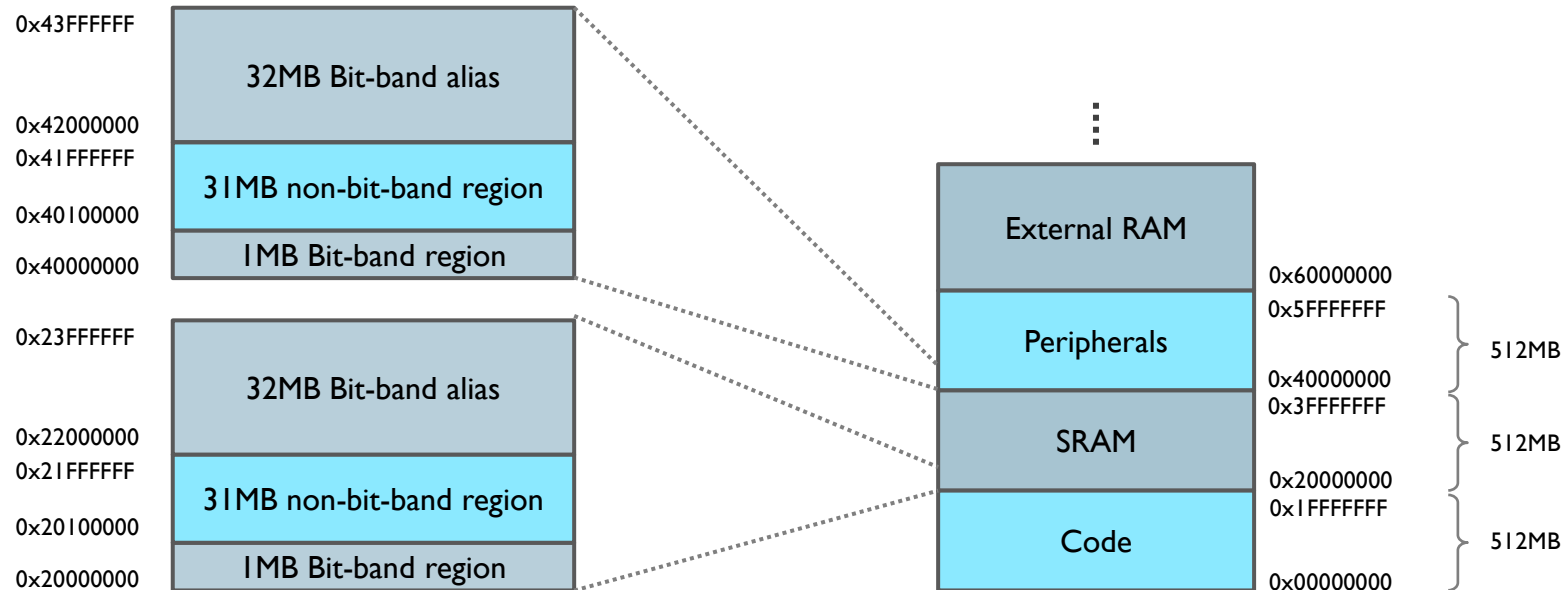 0x43FFFFFF
32MB Bit-band alias
0x42000000
0x41FFFFFF
31MB non-bit-band region
0x40100000
1MB Bit-band region
0x40000000
0x23FFFFFF
32MB Bit-band alias
0x22000000
0x21FFFFFF
31MB non-bit-band region
0x20100000
1MB Bit-band region
0x20000000
External RAM
0x60000000
0x5FFFFFFF
Peripherals
512MB
0x40000000
0x3FFFFFFF
SRAM
512MB
0x20000000
0x1FFFFFFF
Code
512MB
0x00000000